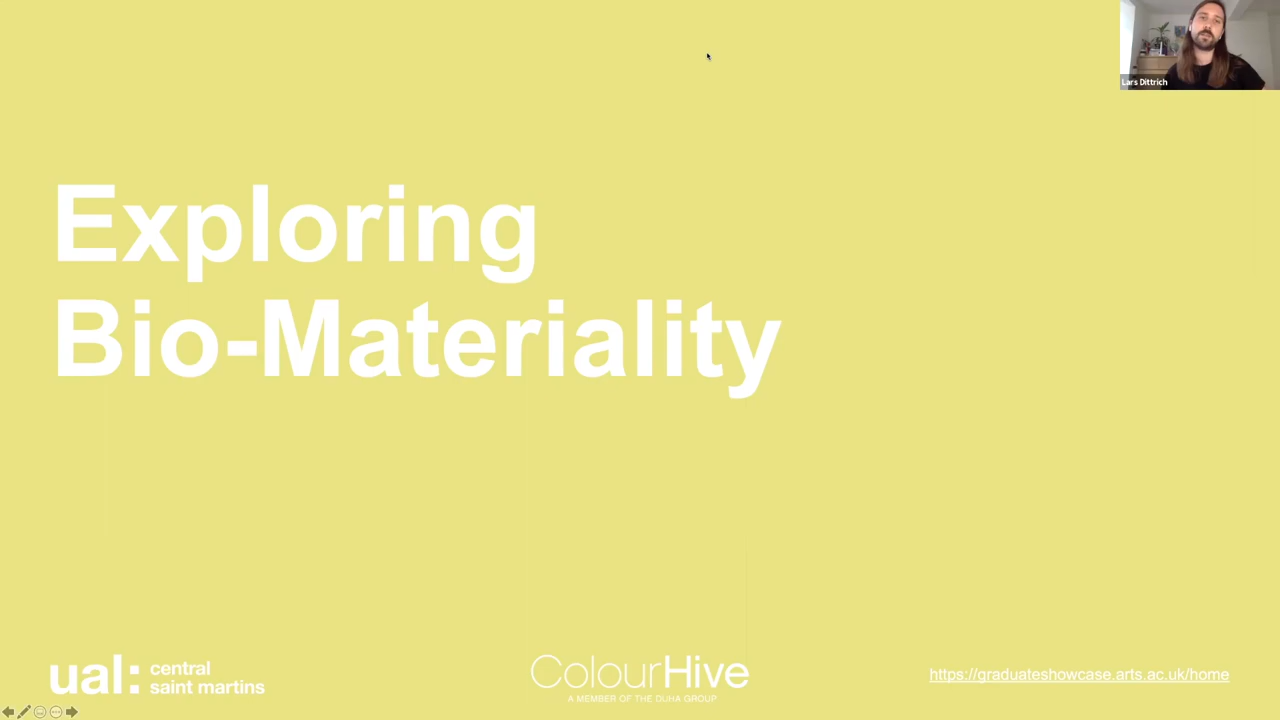 Lars Dittrich
Exploring
Bio-Materiality
ual: central
saint martins
ColourHive
A MEMBER OF THE DUHA GROUP
https://graduateshowcase.arts.ac.uk/home